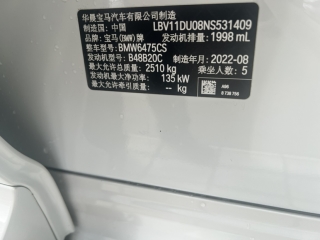 华晨宝马汽车有限公司制造
制造国：中国 LBV11DU08NS531409
品牌：宝马(BMW)牌 发动机排量：1998 mL
整车型号：BMW6475CS
发动机型号：B48B20C 制造年月：2022-08
最大允许总质量：2510 kg 乘坐人数：5
发动机最大净功率：135 kW
最大允许牵引质量：-- kg